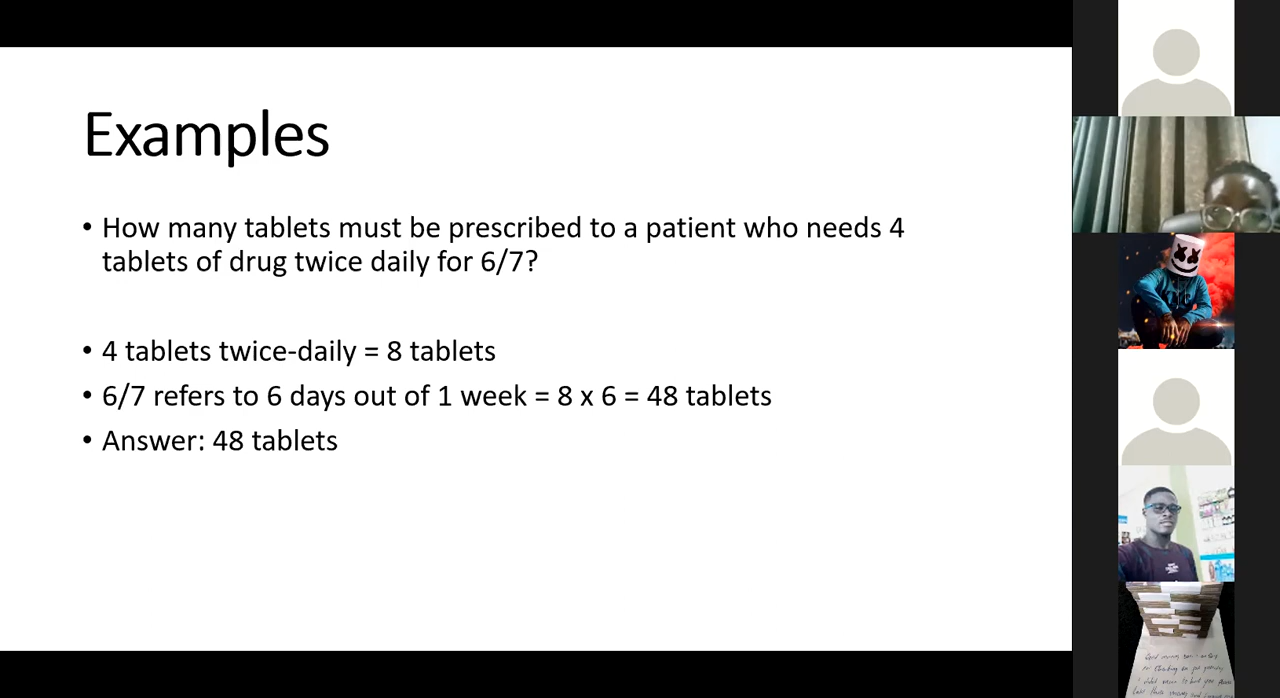 Examples
• How many tablets must be prescribed to a patient who needs 4
tablets of drug twice daily for 6/7?
• 4 tablets twice-daily = 8 tablets
• 6/7 refers to 6 days out of 1 week = 8 x 6 = 48 tablets
• Answer: 48 tablets